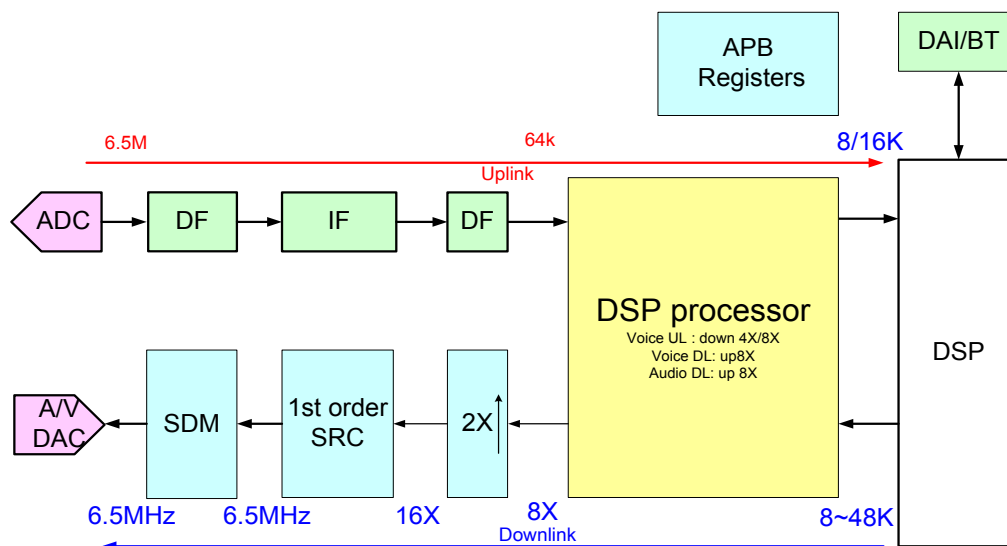 APB
Registers
DAI/BT
6.5M
64k
8/16K
Uplink
ADC
DF
IF
DF
DSP processor
Voice UL : down 4X/8X
Voice DL: up8X
Audio DL: up 8X
DSP
A/V
DAC
SDM
1st order
SRC
2X
6.5MHz
6.5MHz
16X
8X
8~48K
Downlink